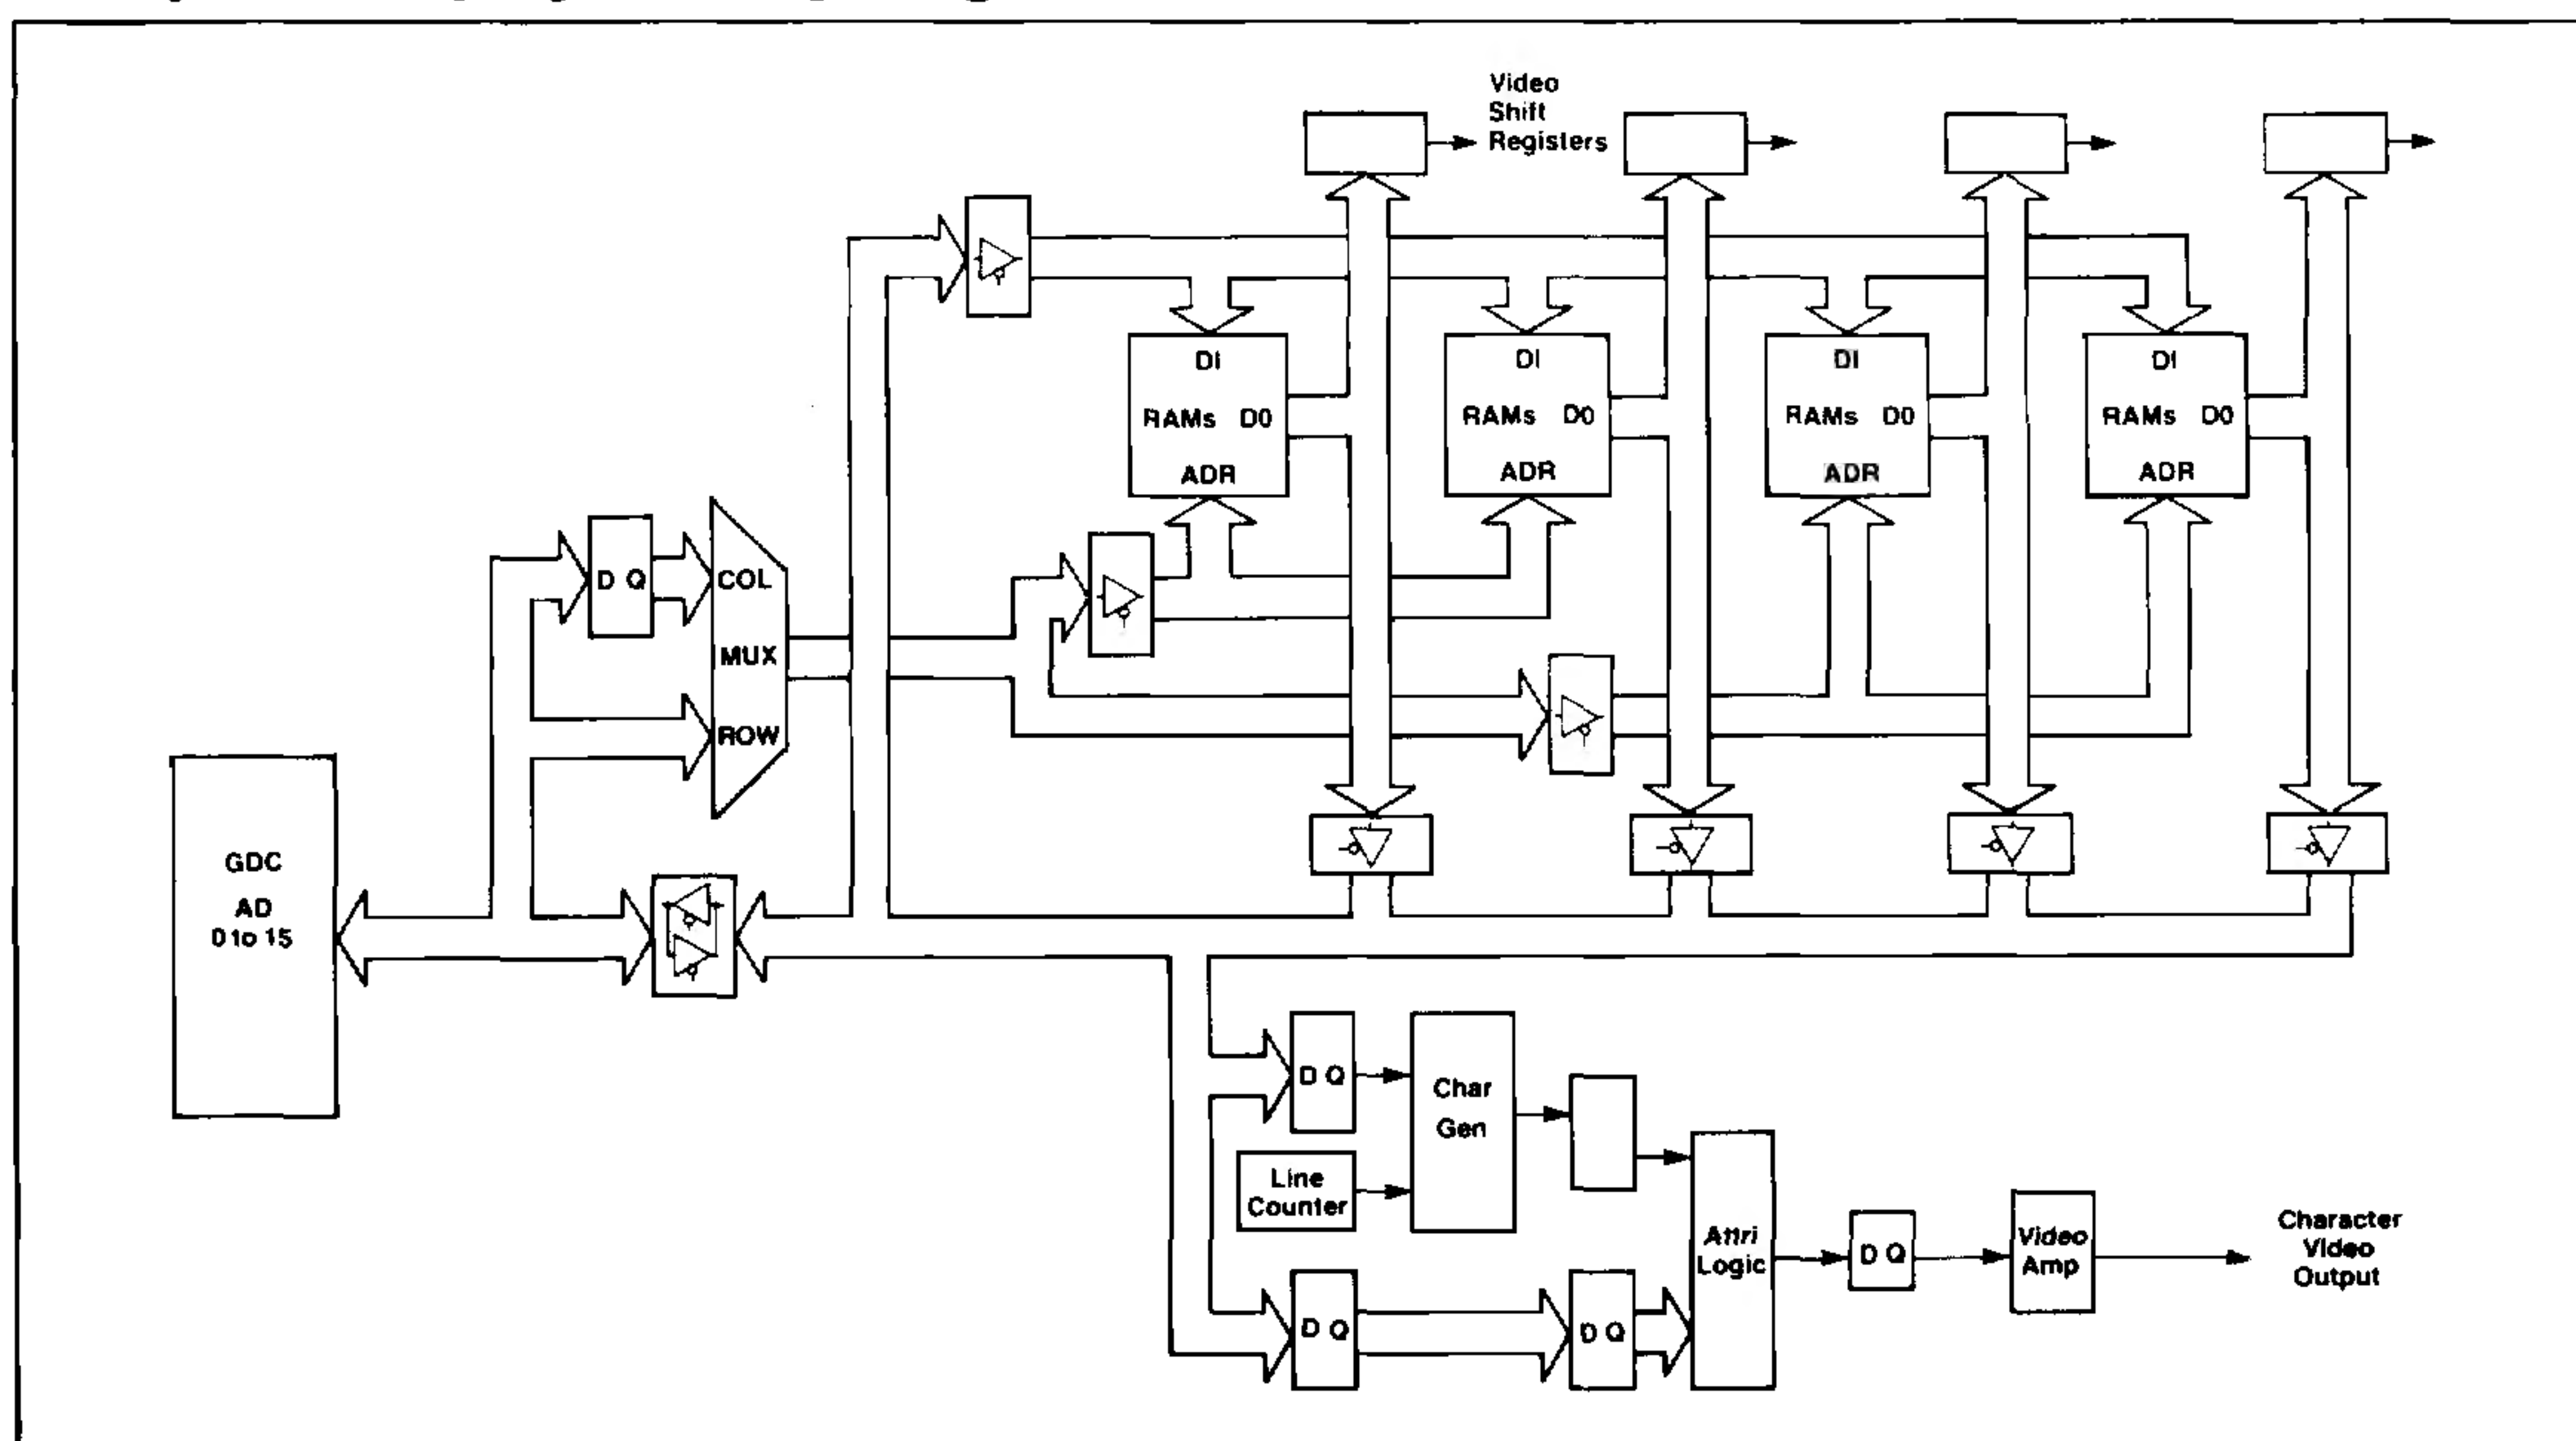 Video
Shift
Registers
DI
RAMs D0
ADR
DI
RAMs D0
ADR
DI
RAMs D0
ADR
DI
RAMs D0
ADR
D Q
COL
MUX
ROW
GDC
AD
0 to 15
D Q
Char
Gen
Line
Counter
D Q
D Q
Attri
Logic
D Q
Video
Amp
Character
Video
Output